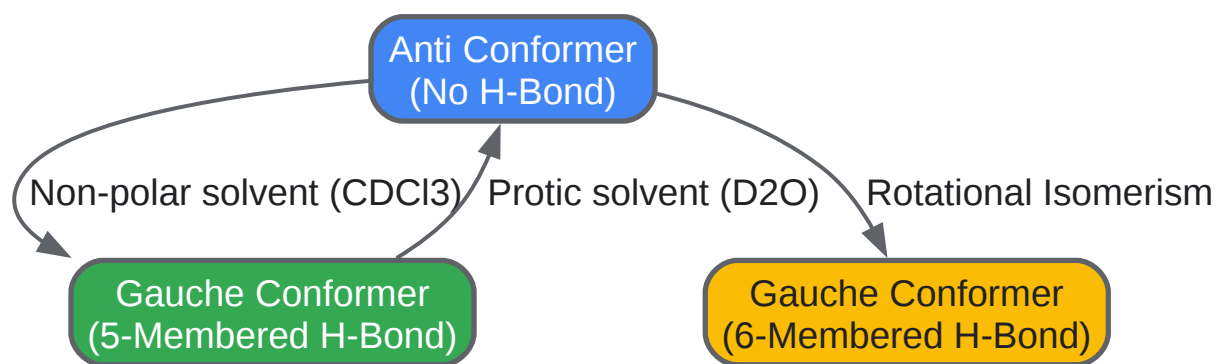 Anti Conformer
(No H-Bond)
Non-polar solvent (CDCl3)
Protic solvent (D2O)
Rotational Isomerism
Gauche Conformer
(5-Membered H-Bond)
Gauche Conformer
(6-Membered H-Bond)